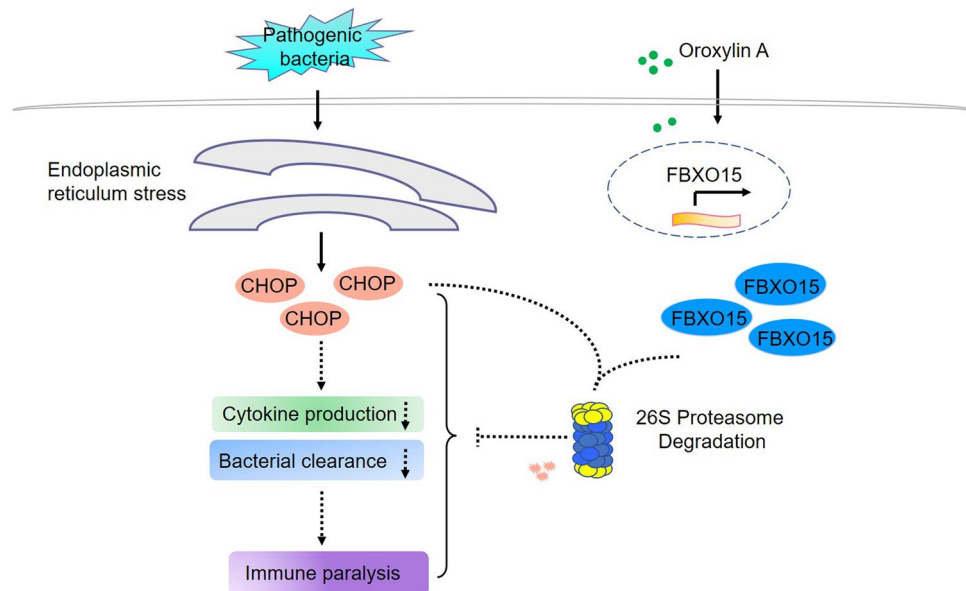 Pathogenic
bacteria
Oroxylin A
Endoplasmic
reticulum stress
FBXO15
CHOP
CHOP
CHOP
FBXO15
FBXO15
FBXO15
Cytokine production
Bacterial clearance
26S Proteasome
Degradation
Immune paralysis